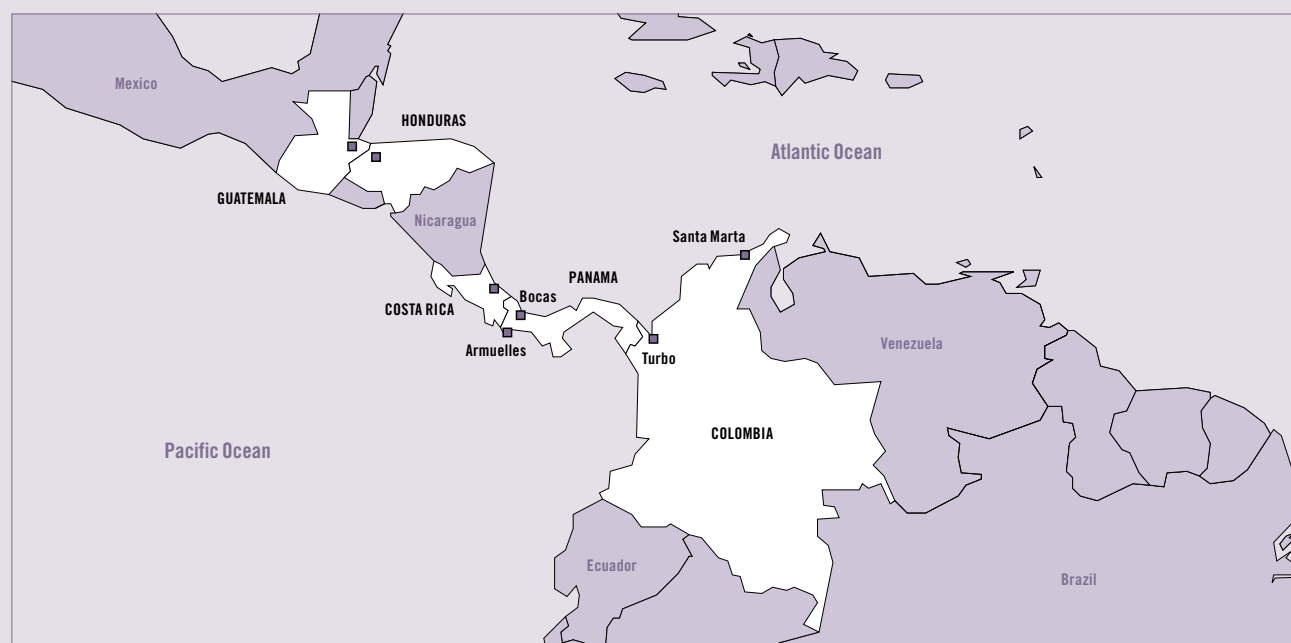 Mexico
HONDURAS
Atlantic Ocean
GUATEMALA
Nicaragua
Santa Marta
PANAMA
Bocas
COSTA RICA
Armuelles
Turbo
Venezuela
COLOMBIA
Pacific Ocean
Ecuador
Brazil